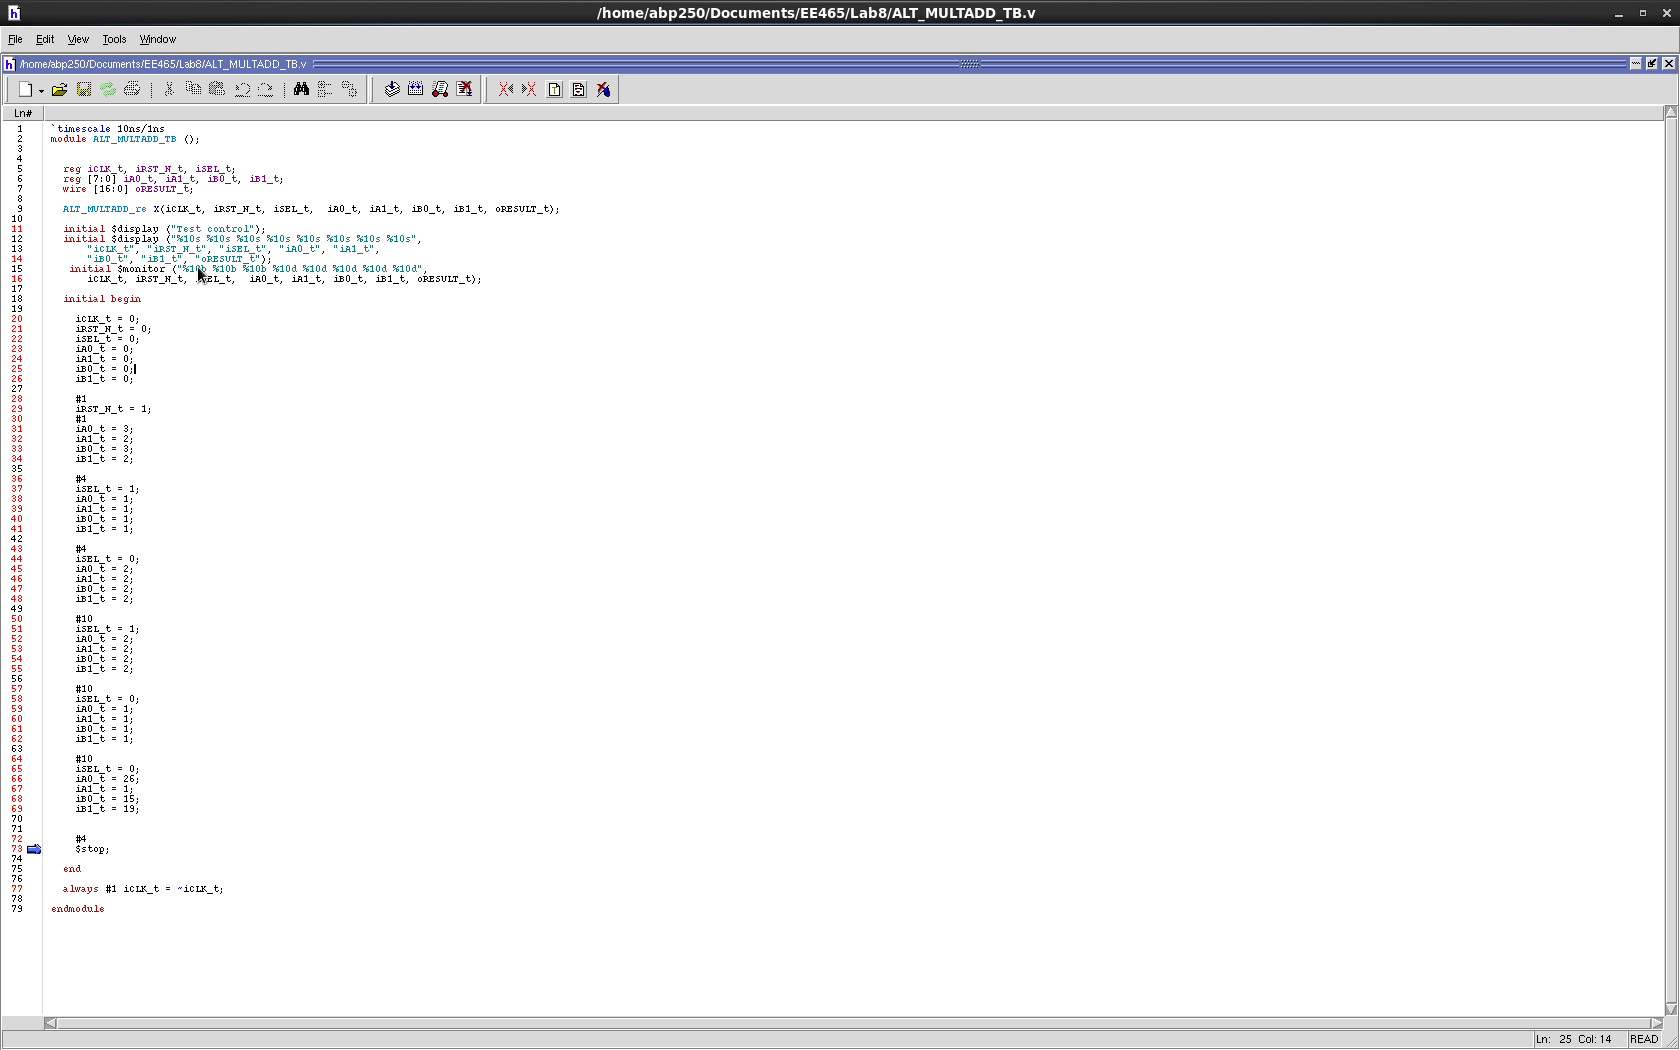 /home/abp250/Documents/EE465/Lab8/ALT_MULTADD_TB.v
File Edit View Tools Window
/home/abp250/Documents/EE465/Lab8/ALT_MULTADD_TB.v
Ln#
1 `timescale 10ns/1ns
2 module ALT_MULTADD_TB ();
3
4
5 reg iCLK_t, iRST_N_t, iSEL_t;
6 reg [7:0] iA0_t, iA1_t, iB0_t, iB1_t;
7 wire [16:0] oRESULT_t;
8
9 ALT_MULTADD_re X(iCLK_t, iRST_N_t, iSEL_t,  iA0_t, iA1_t, iB0_t, iB1_t, oRESULT_t);
10
11 initial $display ("Test control");
12 initial $display ("%10s %10s %10s %10s %10s %10s %10s %10s",
13 "iCLK_t", "iRST_N_t", "iSEL_t", "iA0_t", "iA1_t",
14 "iB0_t", "iB1_t", "oRESULT_t");
15 initial $monitor ("%10b %10b %10b %10d %10d %10d %10d %10d",
16 iCLK_t, iRST_N_t, iSEL_t,  iA0_t, iA1_t, iB0_t, iB1_t, oRESULT_t);
17
18 initial begin
19
20 iCLK_t = 0;
21 iRST_N_t = 0;
22 iSEL_t = 0;
23 iA0_t = 0;
24 iA1_t = 0;
25 iB0_t = 0;
26 iB1_t = 0;
27
28 #1
29 iRST_N_t = 1;
30 #1
31 iA0_t = 3;
32 iA1_t = 2;
33 iB0_t = 3;
34 iB1_t = 2;
35
36 #4
37 iSEL_t = 1;
38 iA0_t = 1;
39 iA1_t = 1;
40 iB0_t = 1;
41 iB1_t = 1;
42
43 #4
44 iSEL_t = 0;
45 iA0_t = 2;
46 iA1_t = 2;
47 iB0_t = 2;
48 iB1_t = 2;
49
50 #10
51 iSEL_t = 1;
52 iA0_t = 2;
53 iA1_t = 2;
54 iB0_t = 2;
55 iB1_t = 2;
56
57 #10
58 iSEL_t = 0;
59 iA0_t = 1;
60 iA1_t = 1;
61 iB0_t = 1;
62 iB1_t = 1;
63
64 #10
65 iSEL_t = 0;
66 iA0_t = 26;
67 iA1_t = 1;
68 iB0_t = 15;
69 iB1_t = 19;
70
71
72 #4
73 $stop;
74
75 end
76
77 always #1 iCLK_t = ~iCLK_t;
78
79 endmodule
Ln: 25 Col: 14 READ